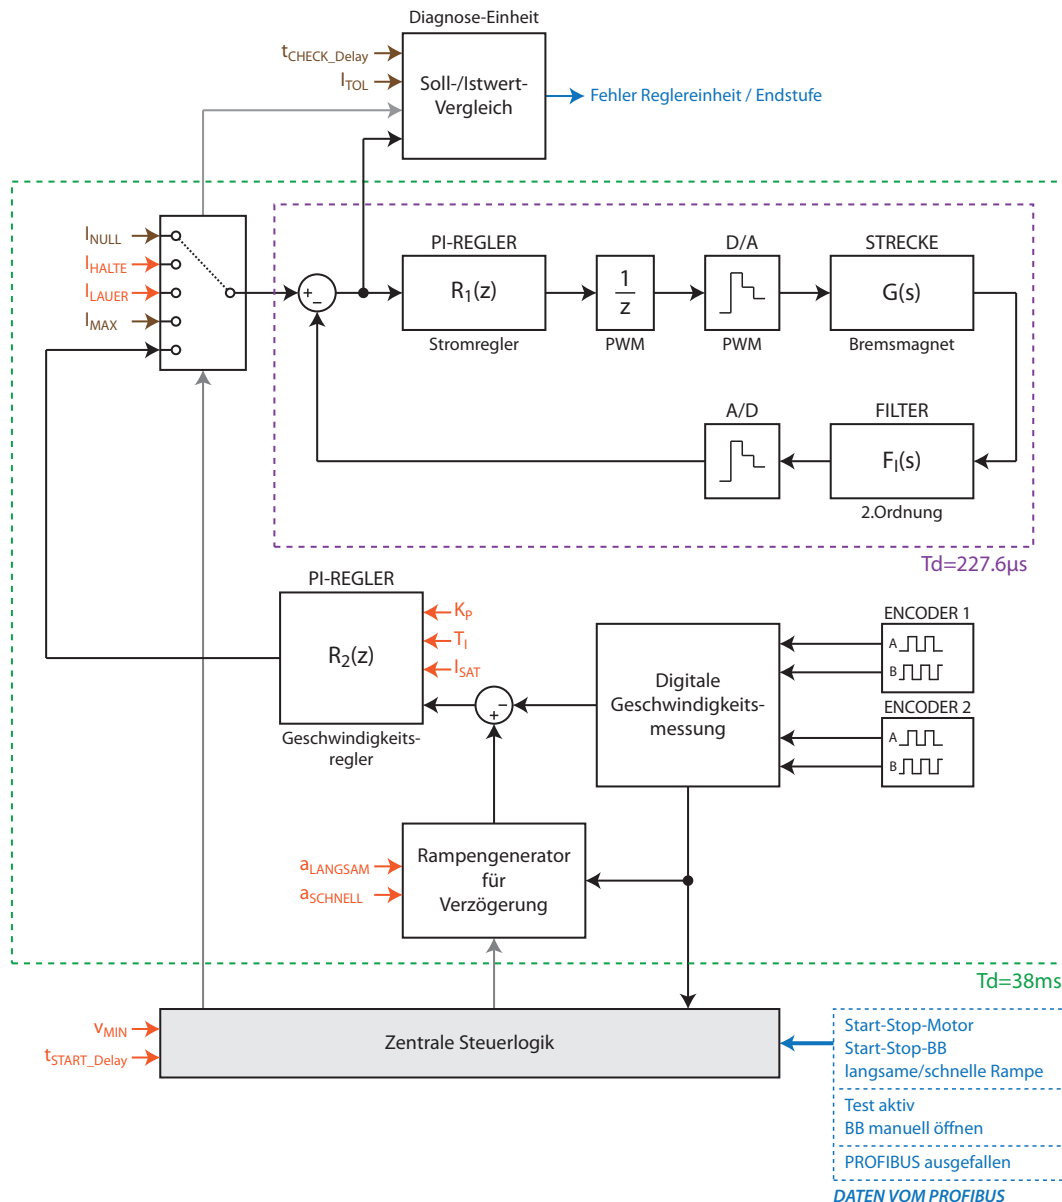 Diagnose-Einheit
tCHECK_Delay
ITOL
Soll-/Istwert-
Vergleich
Fehler Reglereinheit / Endstufe
INULL
IHALTE
ILAUER
IMAX
+
−
PI-REGLER
R1(z)
Stromregler
1
z
PWM
D/A
PWM
STRECKE
G(s)
Bremsmagnet
A/D
FILTER
FI(s)
2.Ordnung
Td=227.6µs
PI-REGLER
R2(z)
KP
TI
ISAT
Geschwindigkeits-
regler
−
+
Digitale
Geschwindigkeits-
messung
ENCODER 1
A
B
ENCODER 2
A
B
aLANGSAM
aSCHNELL
Rampengenerator
für
Verzögerung
Td=38ms
vMIN
tSTART_Delay
Zentrale Steuerlogik
Start-Stop-Motor
Start-Stop-BB
langsame/schnelle Rampe
Test aktiv
BB manuell öffnen
PROFIBUS ausgefallen
DATEN VOM PROFIBUS